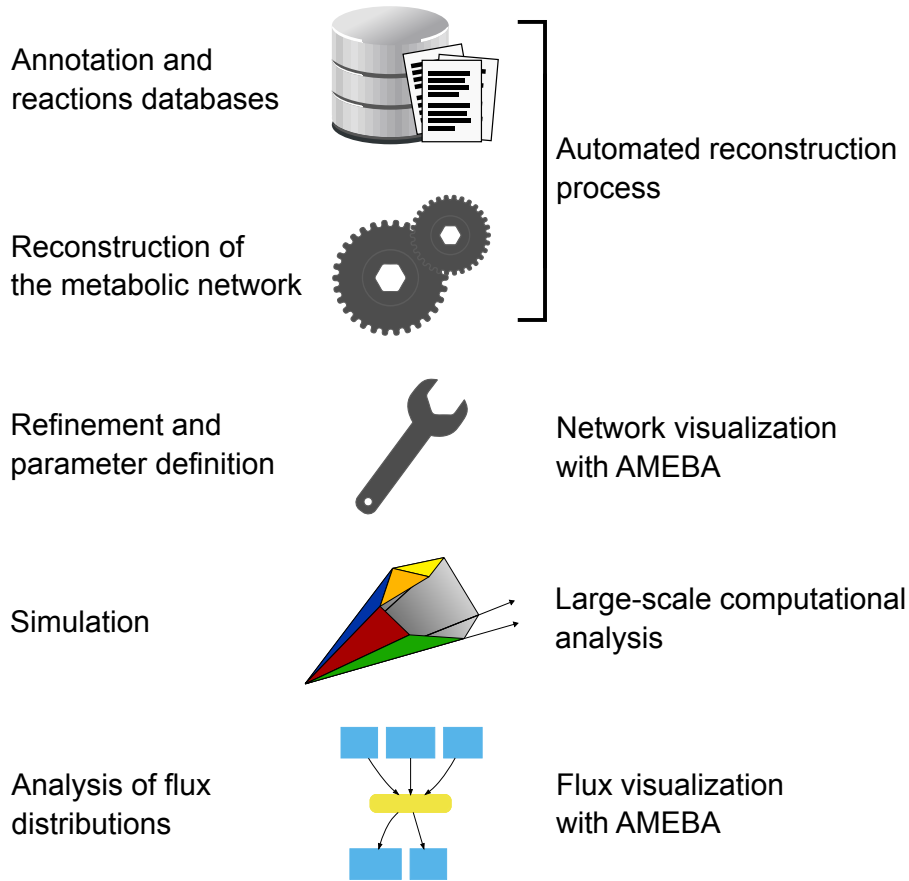 Annotation and
reactions databases
Automated reconstruction
process
Reconstruction of
the metabolic network
Refinement and
parameter definition
Network visualization
with AMEBA
Simulation
Large-scale computational
analysis
Analysis of flux
distributions
Flux visualization
with AMEBA